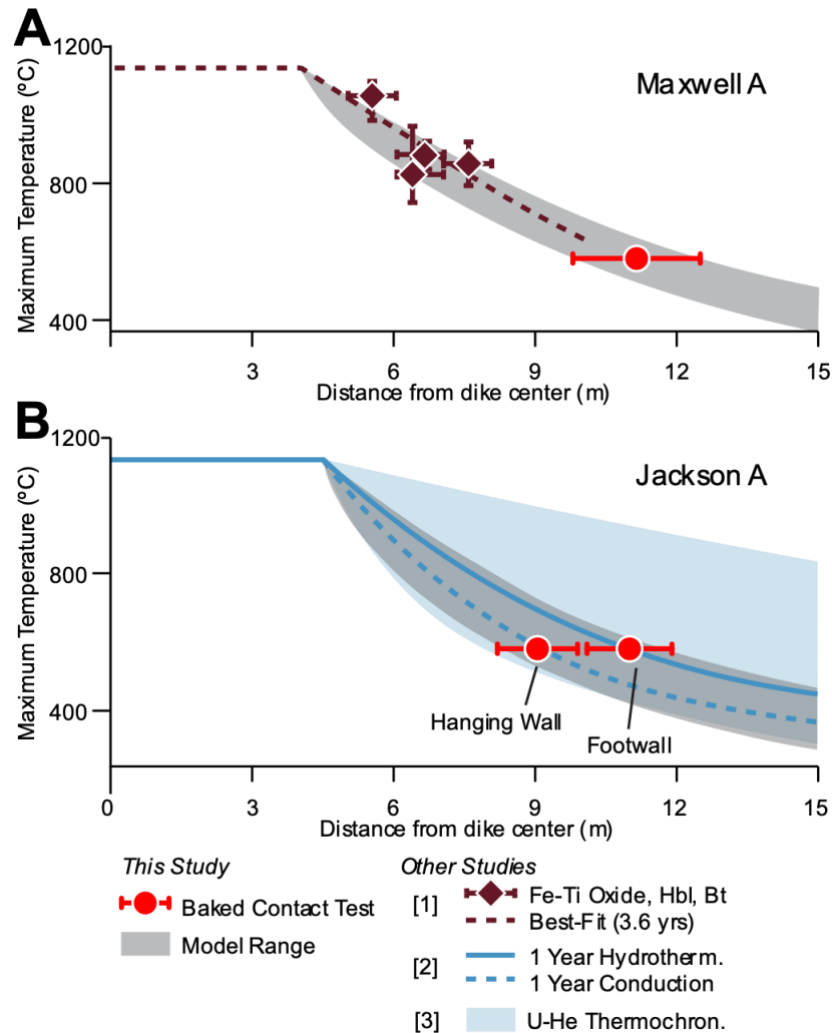 A
1200
Maxwell A
800
400
Maximum Temperature (ºC)
3 6 9 12 15
Distance from dike center (m)
B
1200
Jackson A
800
400
Maximum Temperature (ºC)
Hanging Wall
Footwall
0 3 6 9 12 15
Distance from dike center (m)
This Study
Baked Contact Test
Model Range
Other Studies
[1] Fe-Ti Oxide, Hbl, Bt
Best-Fit (3.6 yrs)
[2] 1 Year Hydrotherm.
1 Year Conduction
[3] U-He Thermochron.